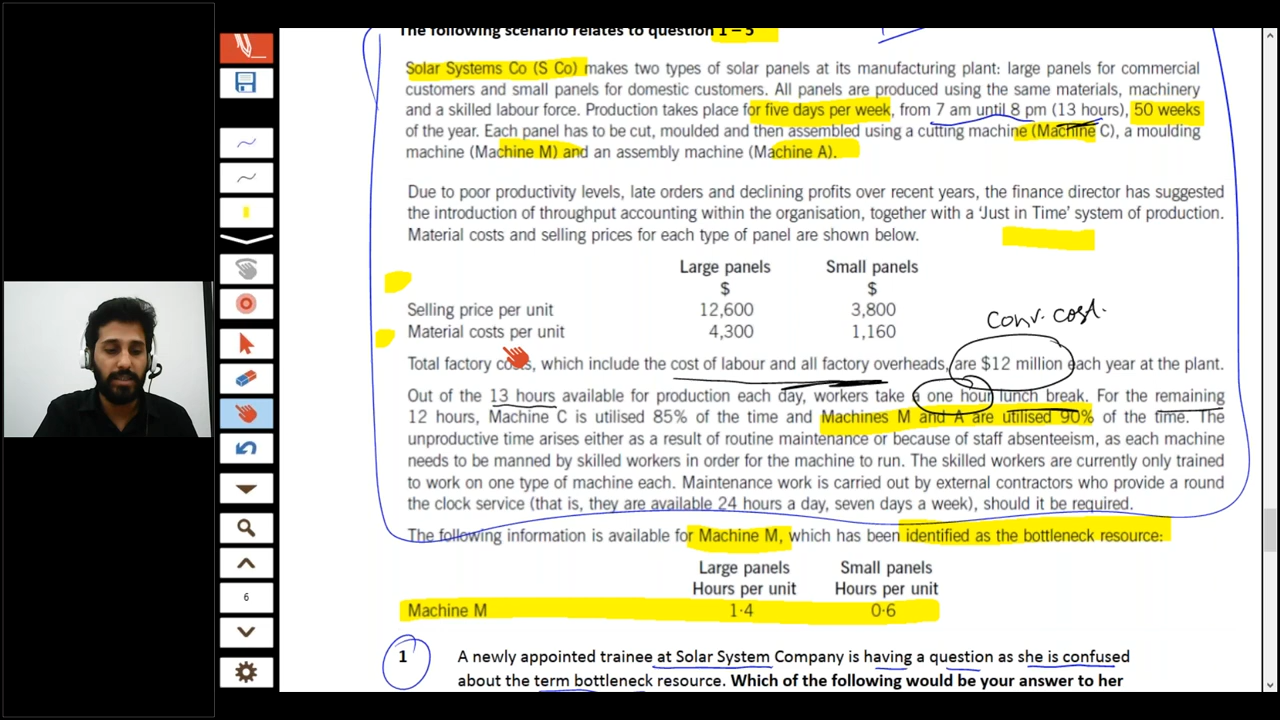 The following scenario relates to question 1 – 5
Solar Systems Co (S Co) makes two types of solar panels at its manufacturing plant: large panels for commercial
customers and small panels for domestic customers. All panels are produced using the same materials, machinery
and a skilled labour force. Production takes place for five days per week, from 7 am until 8 pm (13 hours), 50 weeks
of the year. Each panel has to be cut, moulded and then assembled using a cutting machine (Machine C), a moulding
machine (Machine M) and an assembly machine (Machine A).
Due to poor productivity levels, late orders and declining profits over recent years, the finance director has suggested
the introduction of throughput accounting within the organisation, together with a ‘Just in Time’ system of production.
Material costs and selling prices for each type of panel are shown below.
Large panels Small panels
$ $
Selling price per unit 12,600 3,800
Material costs per unit 4,300 1,160
Conv. cost.
Total factory costs, which include the cost of labour and all factory overheads, are $12 million each year at the plant.
Out of the 13 hours available for production each day, workers take a one hour lunch break. For the remaining
12 hours, Machine C is utilised 85% of the time and Machines M and A are utilised 90% of the time. The
unproductive time arises either as a result of routine maintenance or because of staff absenteeism, as each machine
needs to be manned by skilled workers in order for the machine to run. The skilled workers are currently only trained
to work on one type of machine each. Maintenance work is carried out by external contractors who provide a round
the clock service (that is, they are available 24 hours a day, seven days a week), should it be required.
The following information is available for Machine M, which has been identified as the bottleneck resource:
Large panels Small panels
Hours per unit Hours per unit
Machine M 1·4 0·6
6
1 A newly appointed trainee at Solar System Company is having a question as she is confused
about the term bottleneck resource. Which of the following would be your answer to her